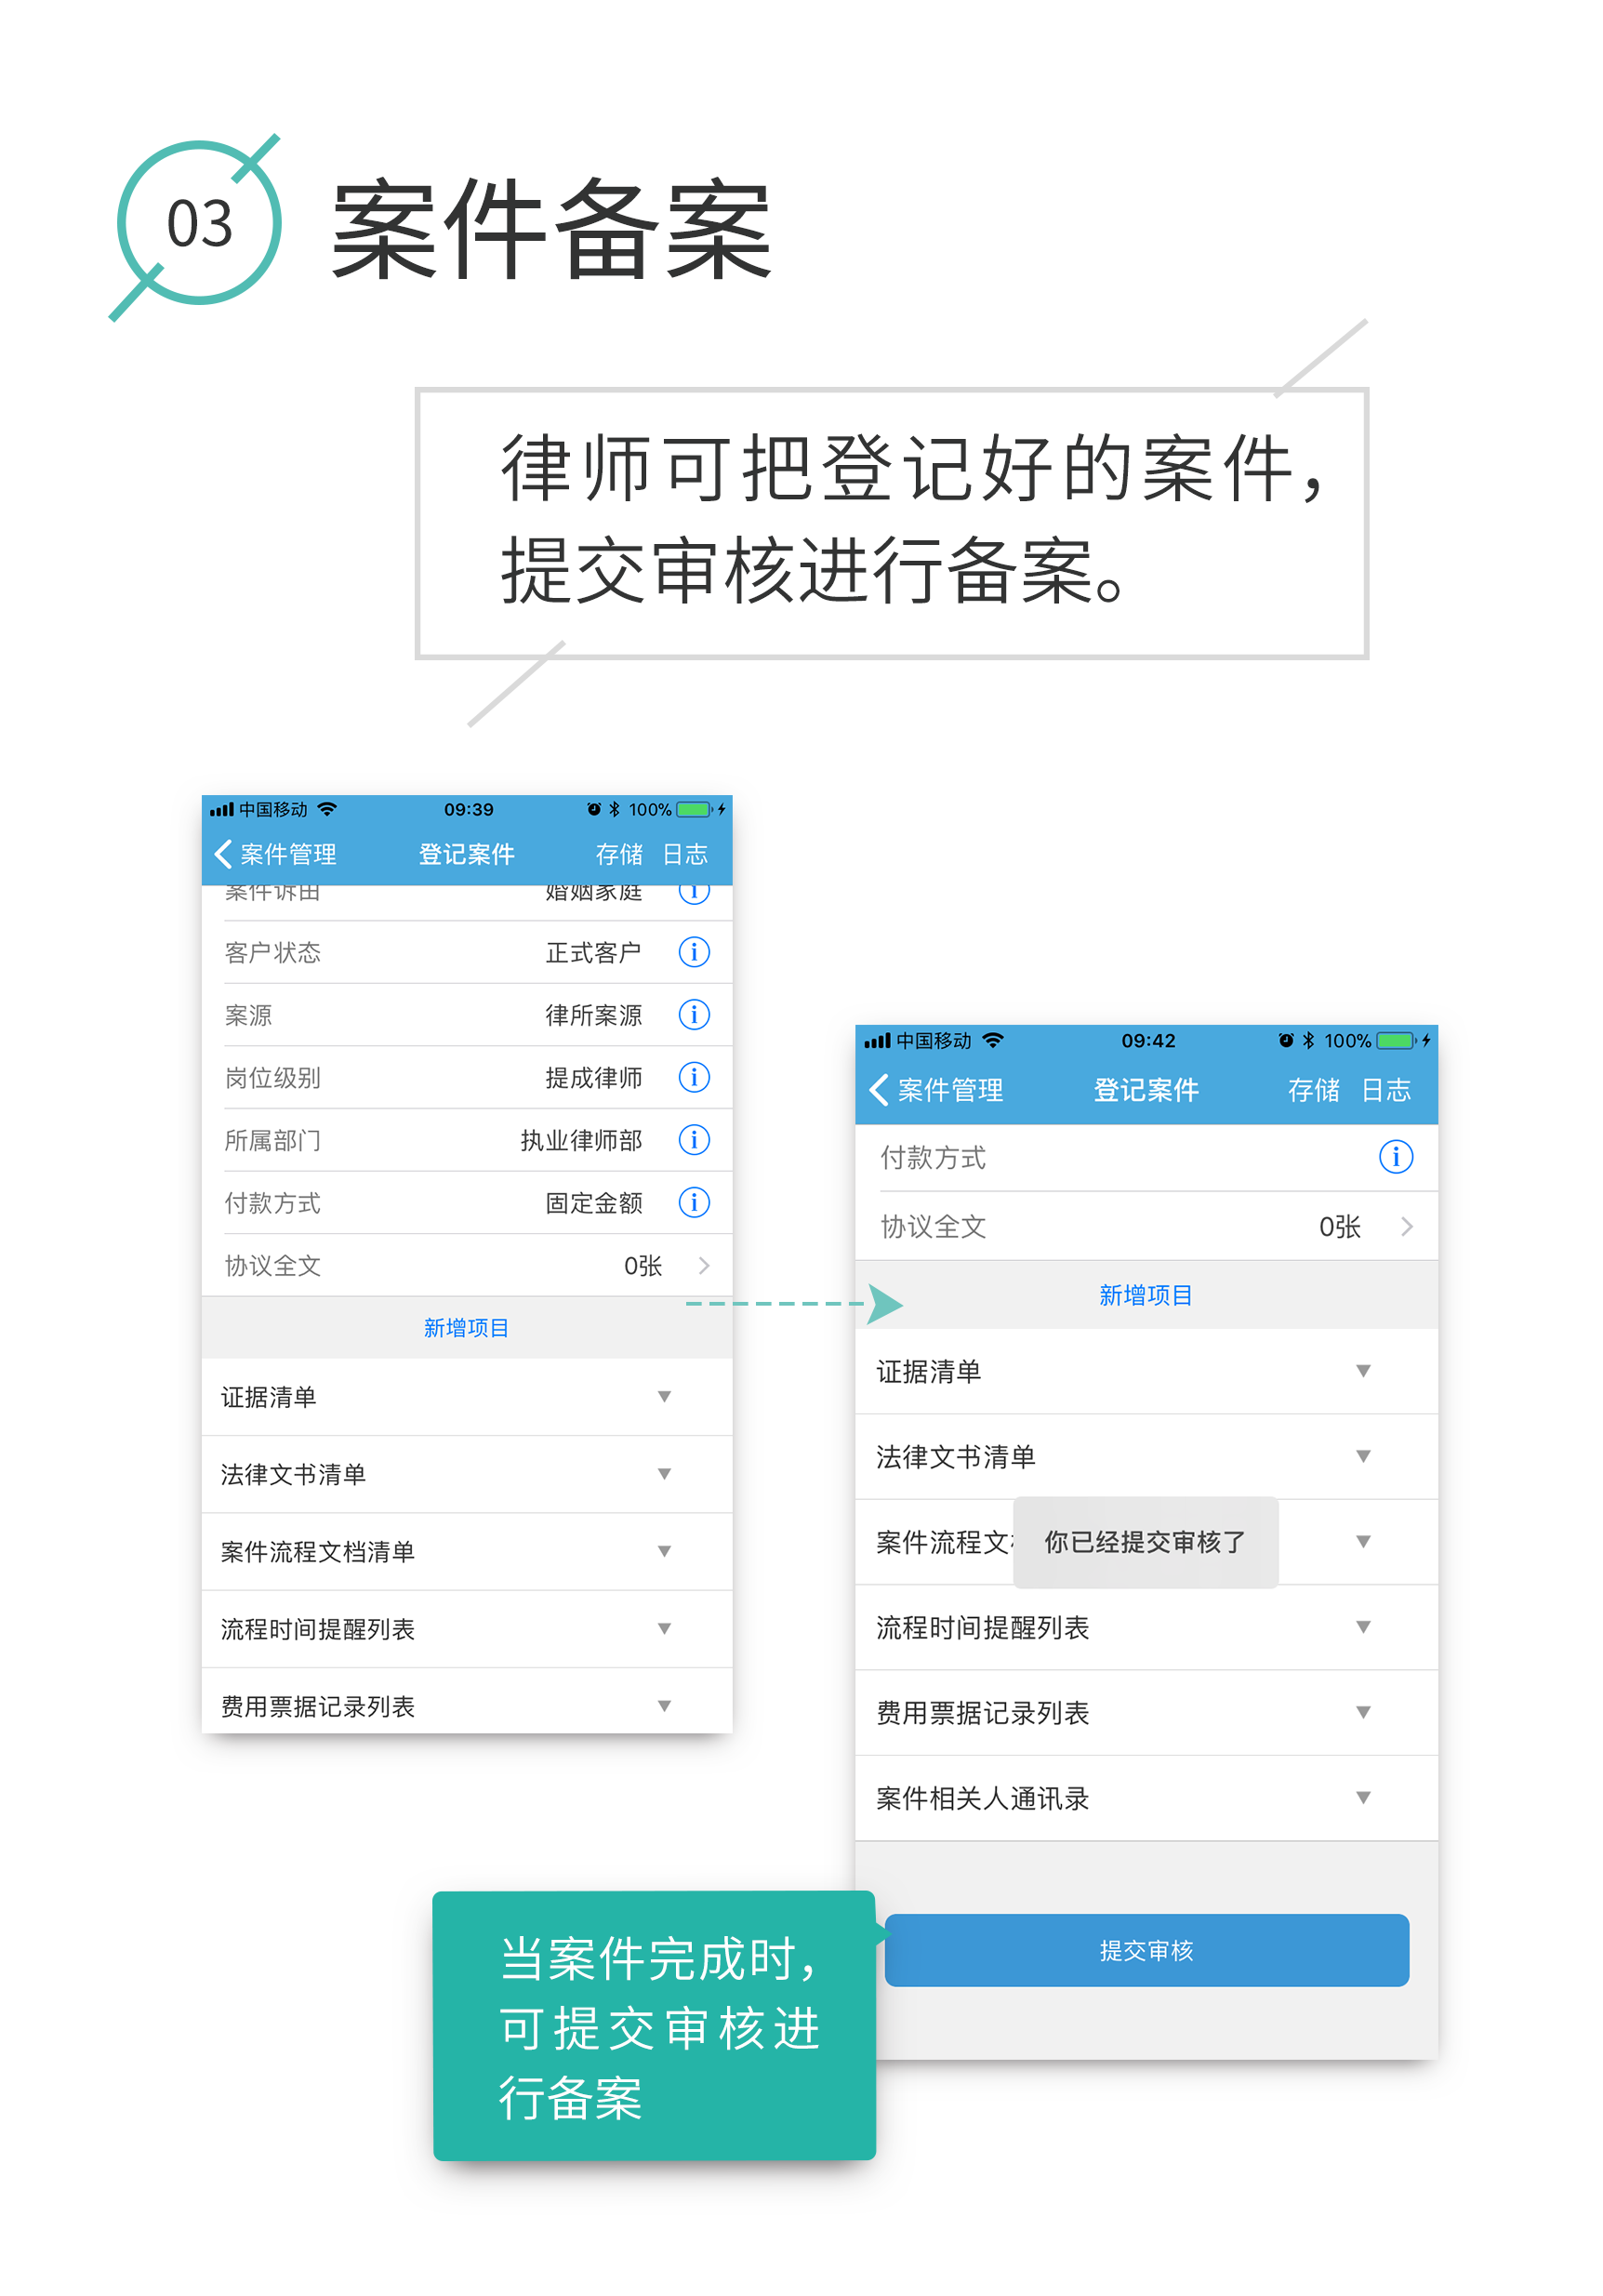 03
案件备案
律师可把登记好的案件，
提交审核进行备案。
中国移动 09:39 100%
案件管理 登记案件 存储 日志
案件诉由 婚姻家庭
客户状态 正式客户
案源 律所案源
岗位级别 提成律师
所属部门 执业律师部
付款方式 固定金额
协议全文 0张
新增项目
证据清单
法律文书清单
案件流程文档清单
流程时间提醒列表
费用票据记录列表
中国移动 09:42 100%
案件管理 登记案件 存储 日志
付款方式
协议全文 0张
新增项目
证据清单
法律文书清单
案件流程文
你已经提交审核了
流程时间提醒列表
费用票据记录列表
案件相关人通讯录
提交审核
当案件完成时，
可提交审核进
行备案